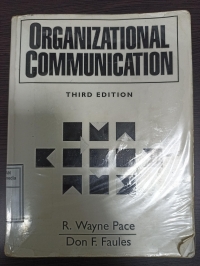 ORGANIZATIONAL
COMMUNICATION
THIRD EDITION
R. Wayne Pace
Don F. Faules